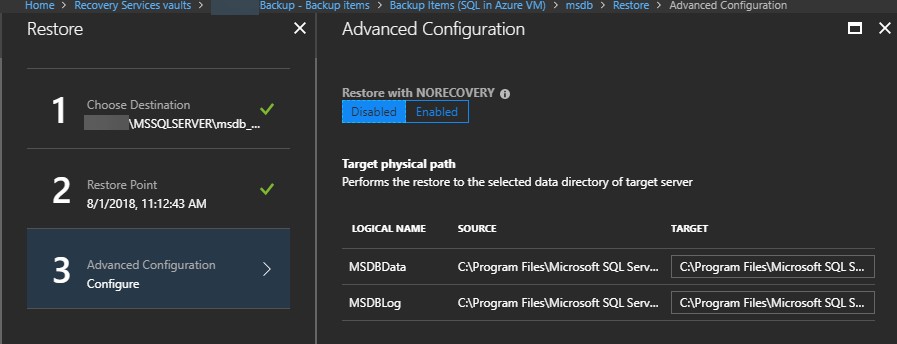 Home > Recovery Services vaults > Backup - Backup items > Backup Items (SQL in Azure VM) > msdb > Restore > Advanced Configuration
Restore
1
Choose Destination
\MSSQLSERVER\msdb_...
2
Restore Point
8/1/2018, 11:12:43 AM
3
Advanced Configuration
Configure
Advanced Configuration
Restore with NORECOVERY
Disabled Enabled
Target physical path
Performs the restore to the selected data directory of target server
LOGICAL NAME SOURCE TARGET
MSDBData C:\Program Files\Microsoft SQL Serv... C:\Program Files\Microsoft SQL S...
MSDBLog C:\Program Files\Microsoft SQL Serv... C:\Program Files\Microsoft SQL S...